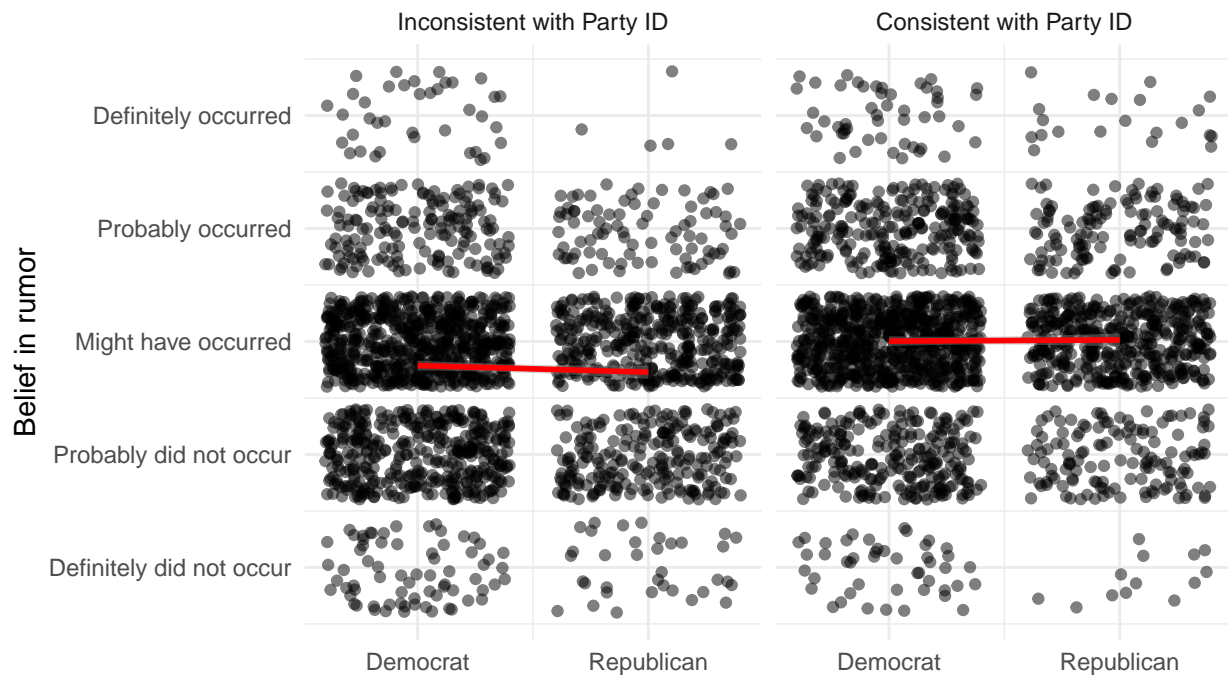 Inconsistent with Party ID
Consistent with Party ID
Belief in rumor
Definitely occurred
Probably occurred
Might have occurred
Probably did not occur
Definitely did not occur
Democrat
Republican
Democrat
Republican